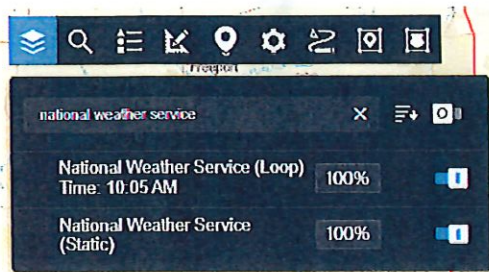 Freeport
national weather service
National Weather Service (Loop)
Time: 10:05 AM
100%
National Weather Service
(Static)
100%